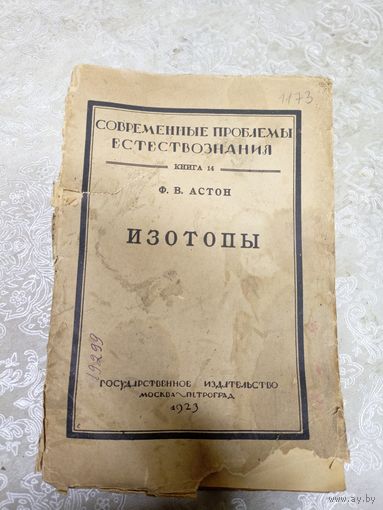 1173
СОВРЕМЕННЫЕ ПРОБЛЕМЫ
ЕСТЕСТВОЗНАНИЯ
КНИГА 14
Ф. В. АСТОН
ИЗОТОПЫ
19299
ГОСУДАРСТВЕННОЕ ИЗДАТЕЛЬСТВО
МОСКВА-ПЕТРОГРАД
1923
www.ay.by